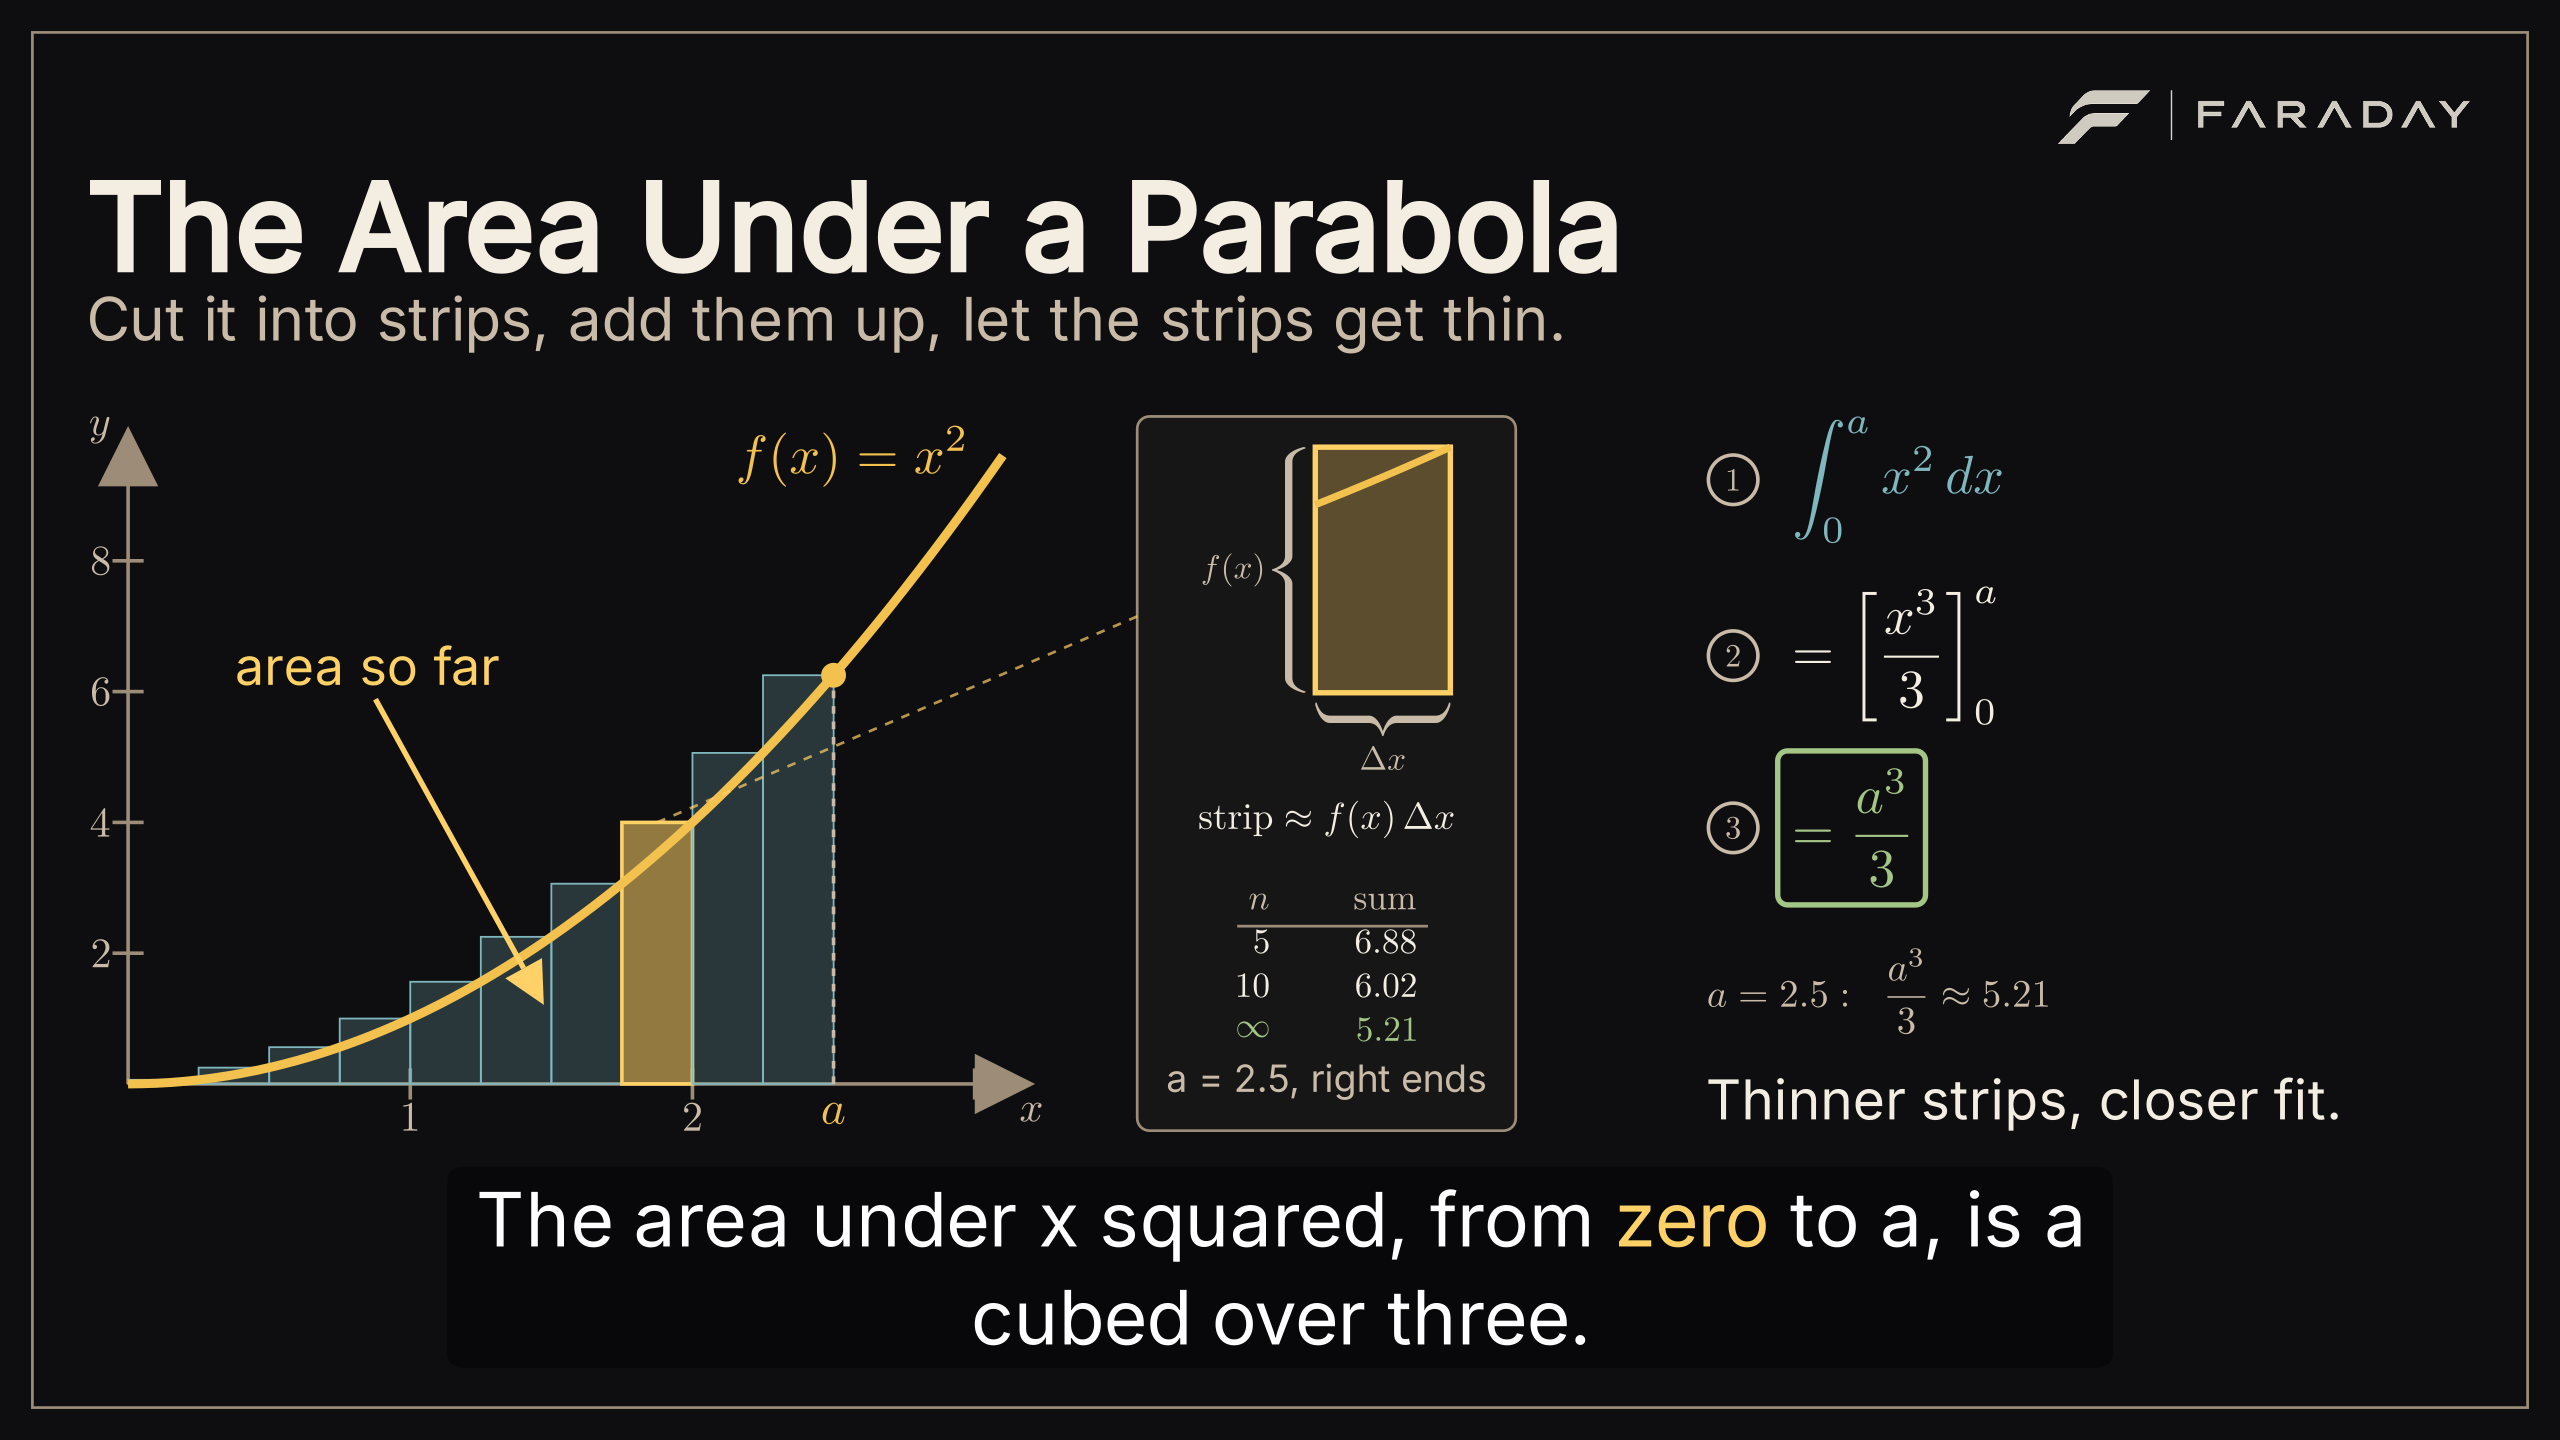 FARADAY
The Area Under a Parabola
Cut it into strips, add them up, let the strips get thin.
y
f(x) = x²
8
6
4
2
area so far
1
2
a
x
f(x)
Δx
strip ≈ f(x) Δx
n sum
5 6.88
10 6.02
∞ 5.21
a = 2.5, right ends
① ∫₀ᵃ x² dx
② = [x³/3]₀ᵃ
③ = a³/3
a = 2.5 : a³/3 ≈ 5.21
Thinner strips, closer fit.
The area under x squared, from zero to a, is a
cubed over three.